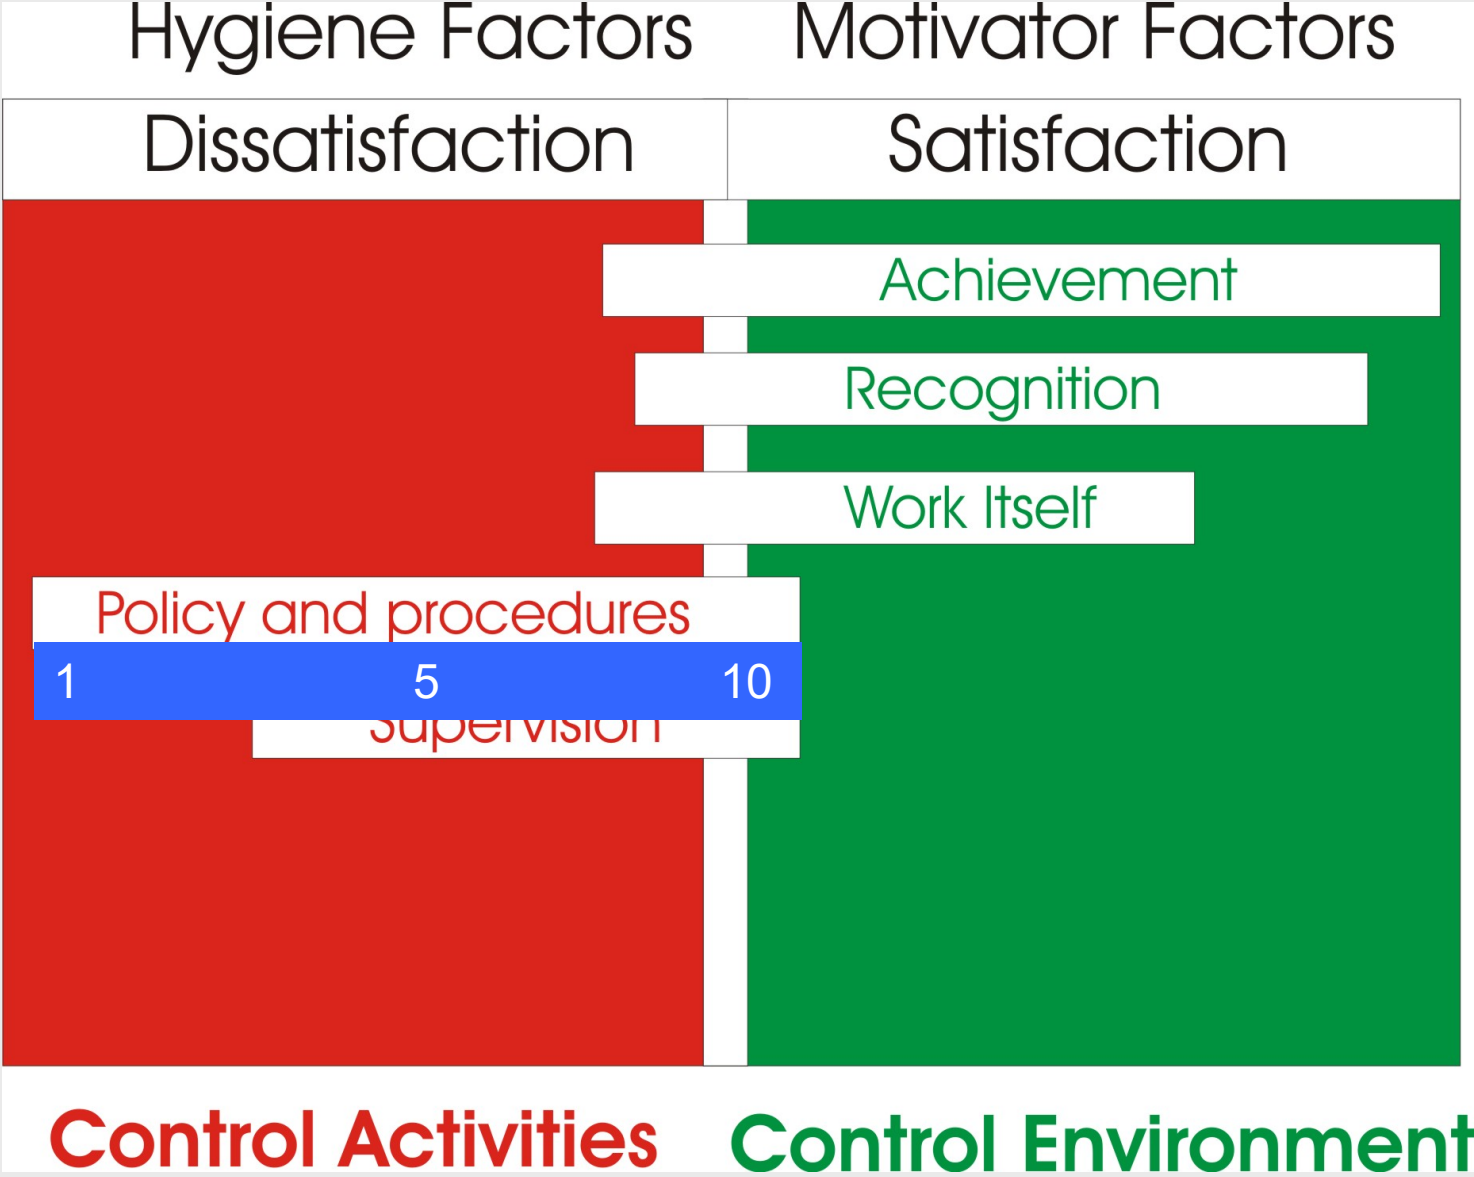 Hygiene Factors Motivator Factors
Dissatisfaction Satisfaction
Achievement
Recognition
Work Itself
Policy and procedures
1 5 10
Supervision
Control Activities Control Environment